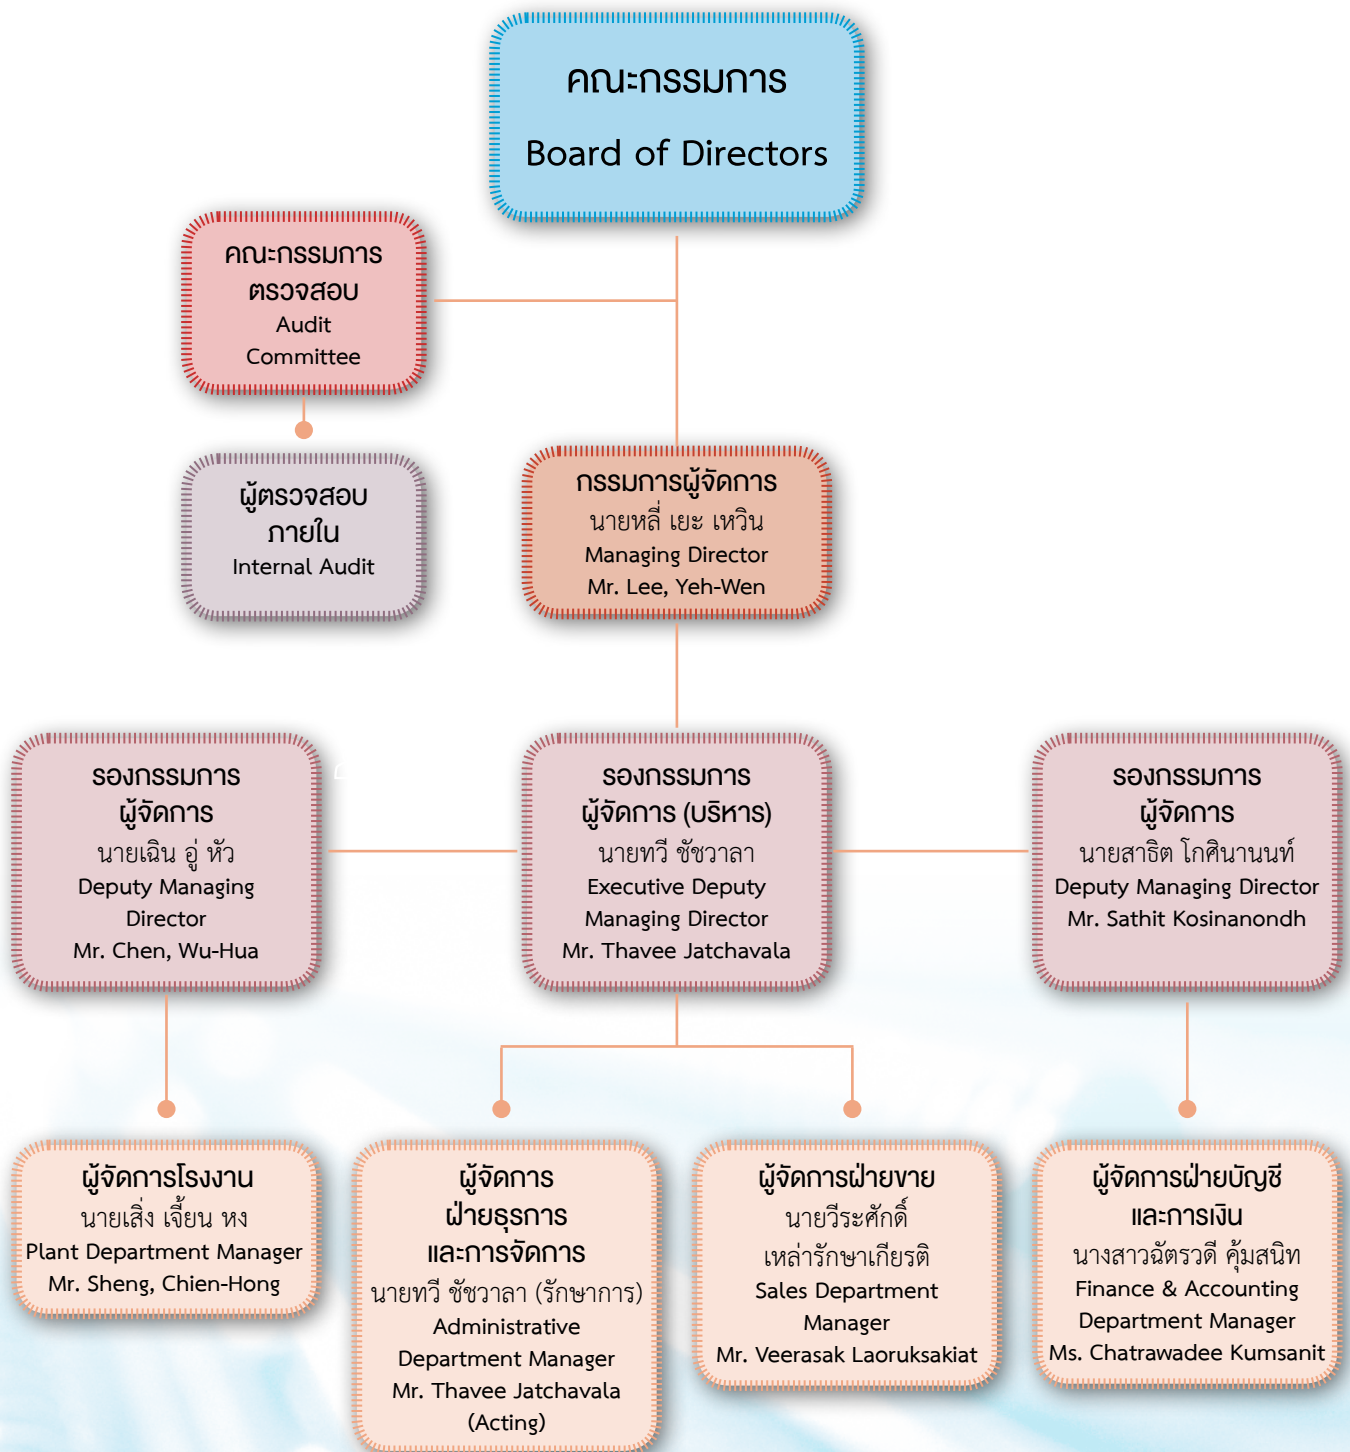 คณะกรรมการ
Board of Directors
คณะกรรมการ
ตรวจสอบ
Audit
Committee
ผู้ตรวจสอบ
ภายใน
Internal Audit
กรรมการผู้จัดการ
นายหลี่ เยะ เหวิน
Managing Director
Mr. Lee, Yeh-Wen
รองกรรมการ
ผู้จัดการ
นายเฉิน อู่ หัว
Deputy Managing
Director
Mr. Chen, Wu-Hua
รองกรรมการ
ผู้จัดการ (บริหาร)
นายทวี ชัชวาลา
Executive Deputy
Managing Director
Mr. Thavee Jatchavala
รองกรรมการ
ผู้จัดการ
นายสาธิต โกศินานนท์
Deputy Managing Director
Mr. Sathit Kosinanondh
ผู้จัดการโรงงาน
นายเสิ่ง เจี้ยน หง
Plant Department Manager
Mr. Sheng, Chien-Hong
ผู้จัดการ
ฝ่ายธุรการ
และการจัดการ
นายทวี ชัชวาลา (รักษาการ)
Administrative
Department Manager
Mr. Thavee Jatchavala
(Acting)
ผู้จัดการฝ่ายขาย
นายวีระศักดิ์
เหล่ารักษาเกียรติ
Sales Department
Manager
Mr. Veerasak Laoruksakiat
ผู้จัดการฝ่ายบัญชี
และการเงิน
นางสาวฉัตรวดี คุ้มสนิท
Finance & Accounting
Department Manager
Ms. Chatrawadee Kumsanit